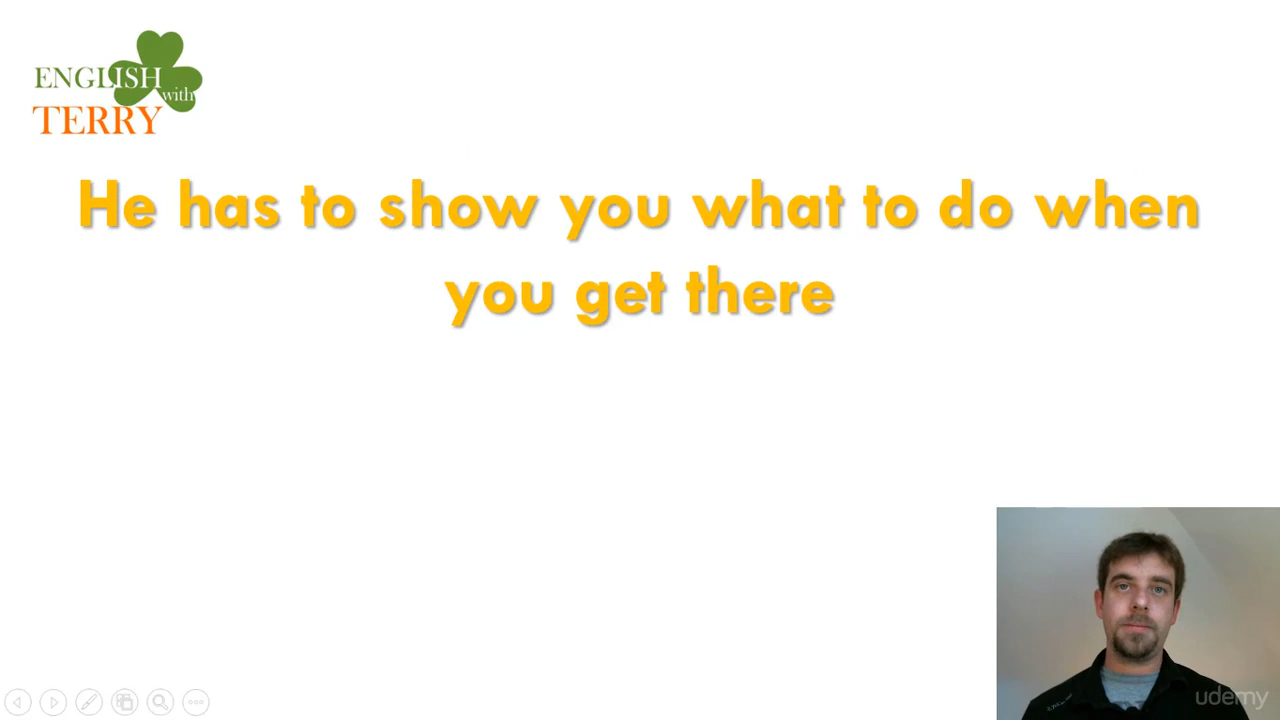 ENGLISH
with
TERRY
He has to show you what to do when
you get there
udemy